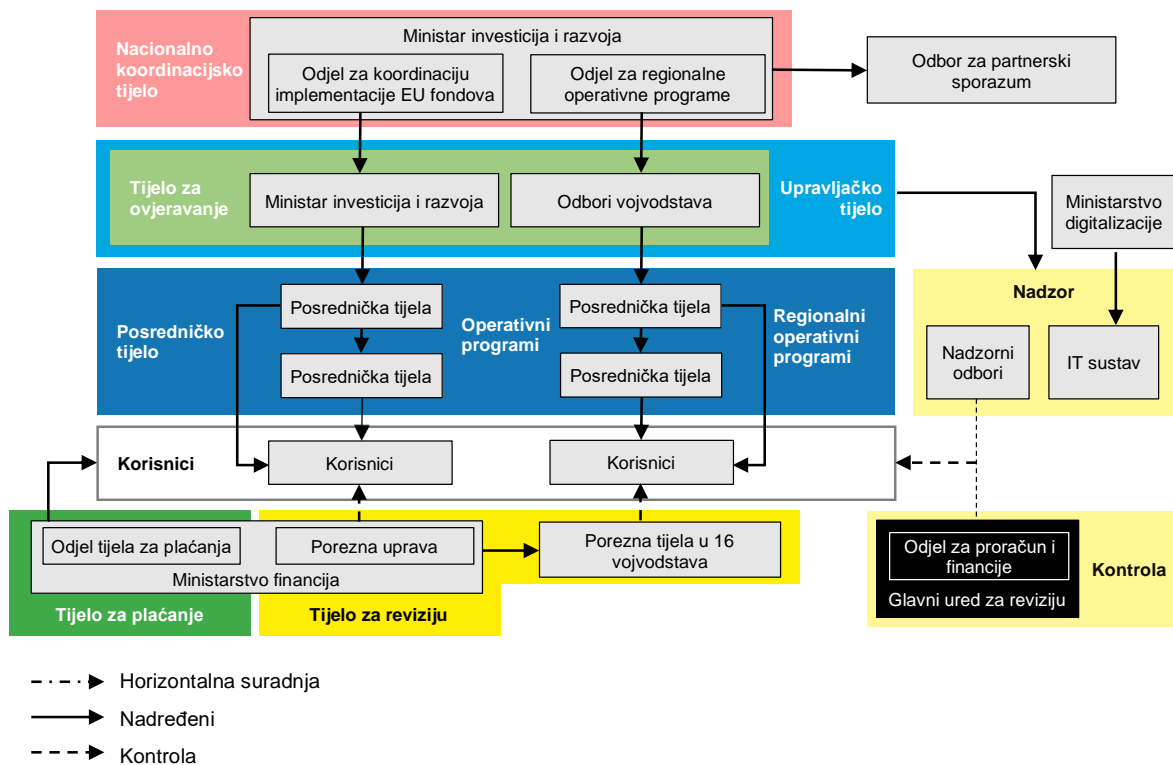 Nacionalno
koordinacijsko
tijelo
Ministar investicija i razvoja
Odjel za koordinaciju
implementacije EU fondova
Odjel za regionalne
operativne programe
Odbor za partnerski
sporazum
Tijelo za
ovjeravanje
Ministar investicija i razvoja
Odbori vojvodstava
Upravljačko
tijelo
Ministarstvo
digitalizacije
Posredničko
tijelo
Posrednička tijela
Operativni
programi
Posrednička tijela
Regionalni
operativni
programi
Posrednička tijela
Posrednička tijela
Nadzor
Nadzorni
odbori
IT sustav
Korisnici
Korisnici
Korisnici
Odjel tijela za plaćanja
Porezna uprava
Ministarstvo financija
Porezna tijela u 16
vojvodstava
Tijelo za plaćanje
Tijelo za reviziju
Odjel za proračun i
financije
Glavni ured za reviziju
Kontrola
Horizontalna suradnja
Nadređeni
Kontrola